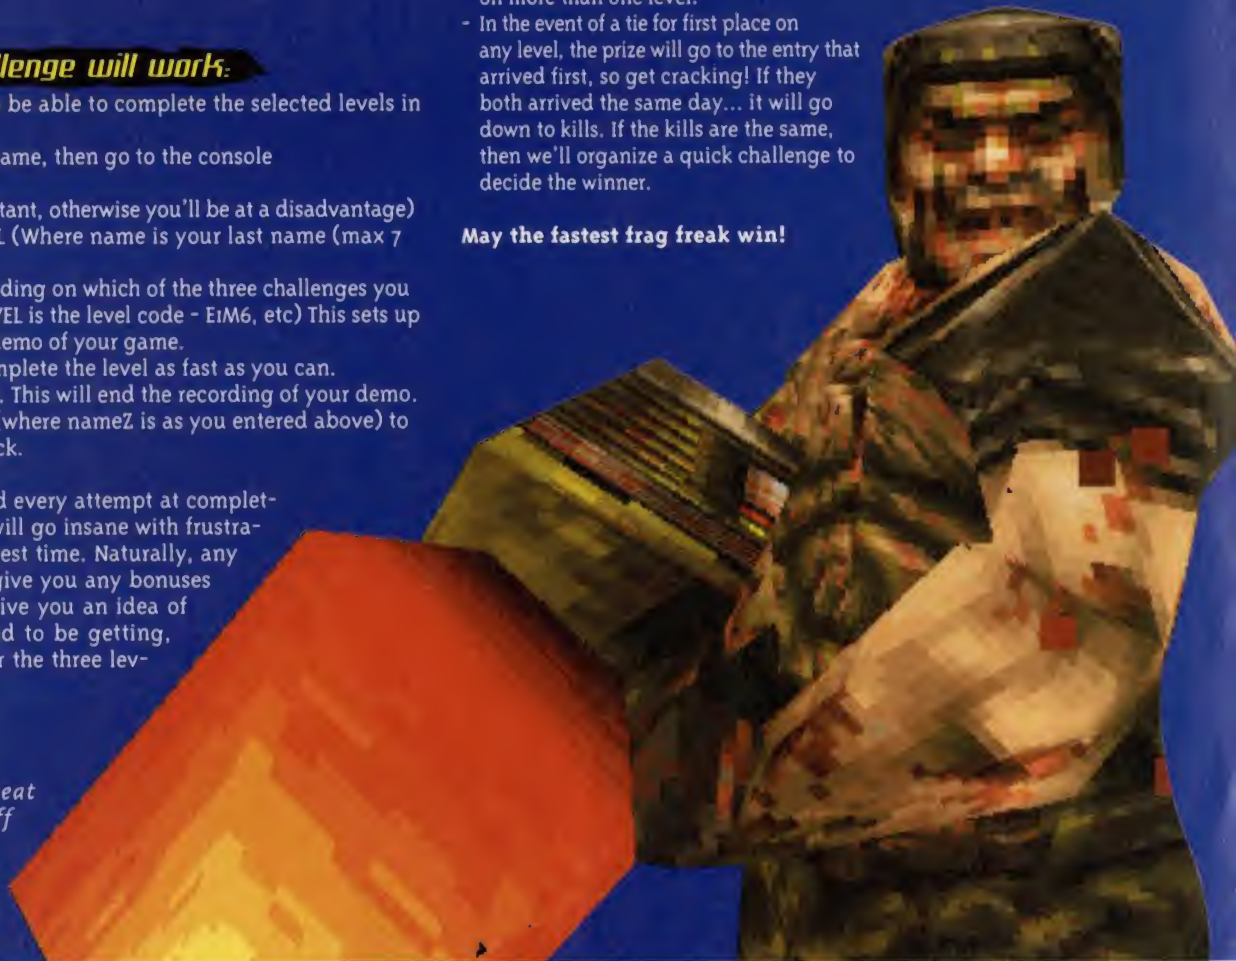 llenge will work:
be able to complete the selected levels in
ame, then go to the console
tant, otherwise you'll be at a disadvantage)
L (Where name is your last name (max 7
ding on which of the three challenges you
VEL is the level code - E1M6, etc) This sets up
lemo of your game.
nplete the level as fast as you can.
. This will end the recording of your demo.
(where nameZ is as you entered above) to
ck.
d every attempt at complet-
will go insane with frustra-
est time. Naturally, any
give you any bonuses
ive you an idea of
d to be getting,
r the three lev-
eat
ff
on more than one level.
- In the event of a tie for first place on
any level, the prize will go to the entry that
arrived first, so get cracking! If they
both arrived the same day... it will go
down to kills. If the kills are the same,
then we'll organize a quick challenge to
decide the winner.
May the fastest frag freak win!